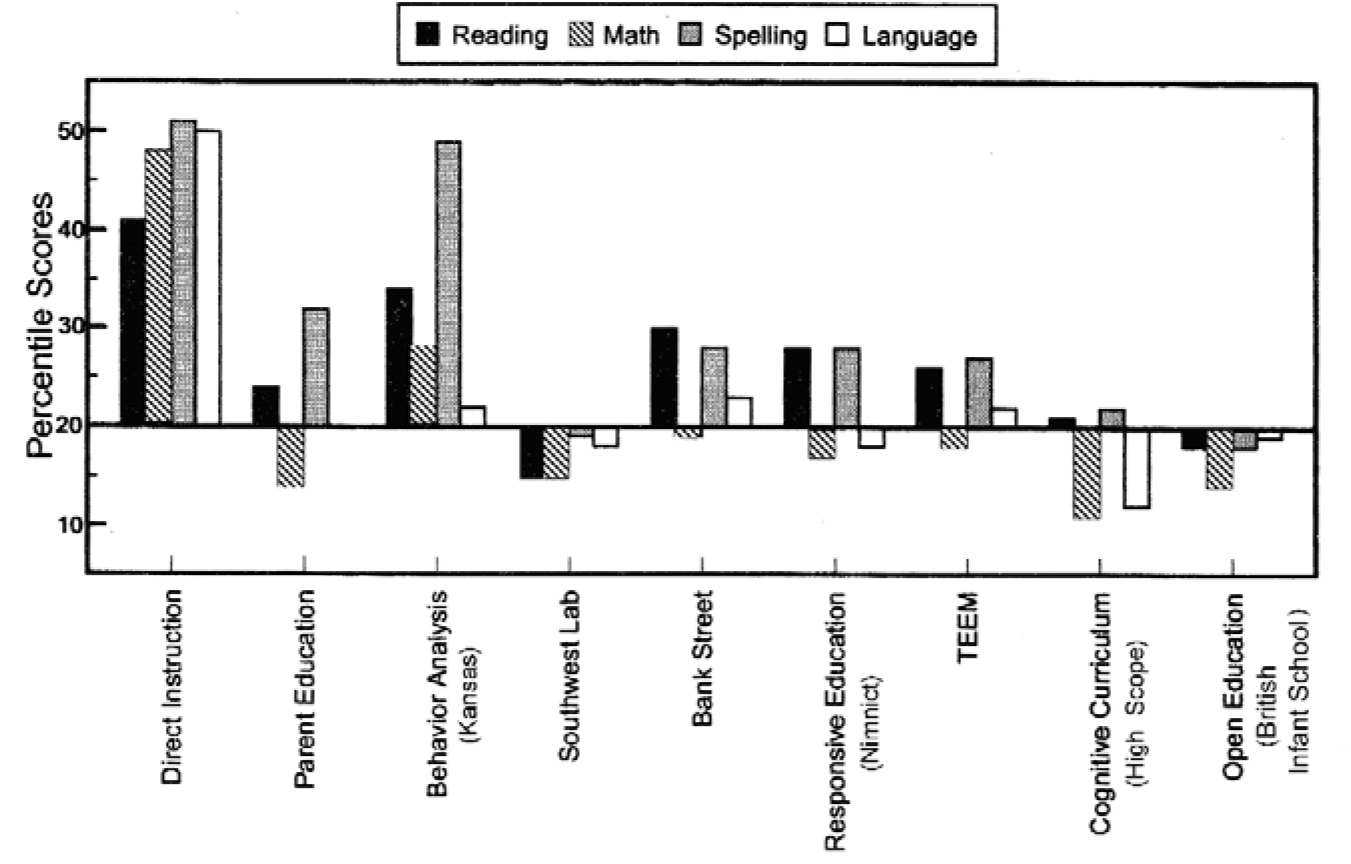 Reading Math Spelling Language
Percentile Scores
50
40
30
20
10
Direct Instruction
Parent Education
Behavior Analysis
(Kansas)
Southwest Lab
Bank Street
Responsive Education
(Nimnict)
TEEM
Cognitive Curriculum
(High Scope)
Open Education
(British
Infant School)